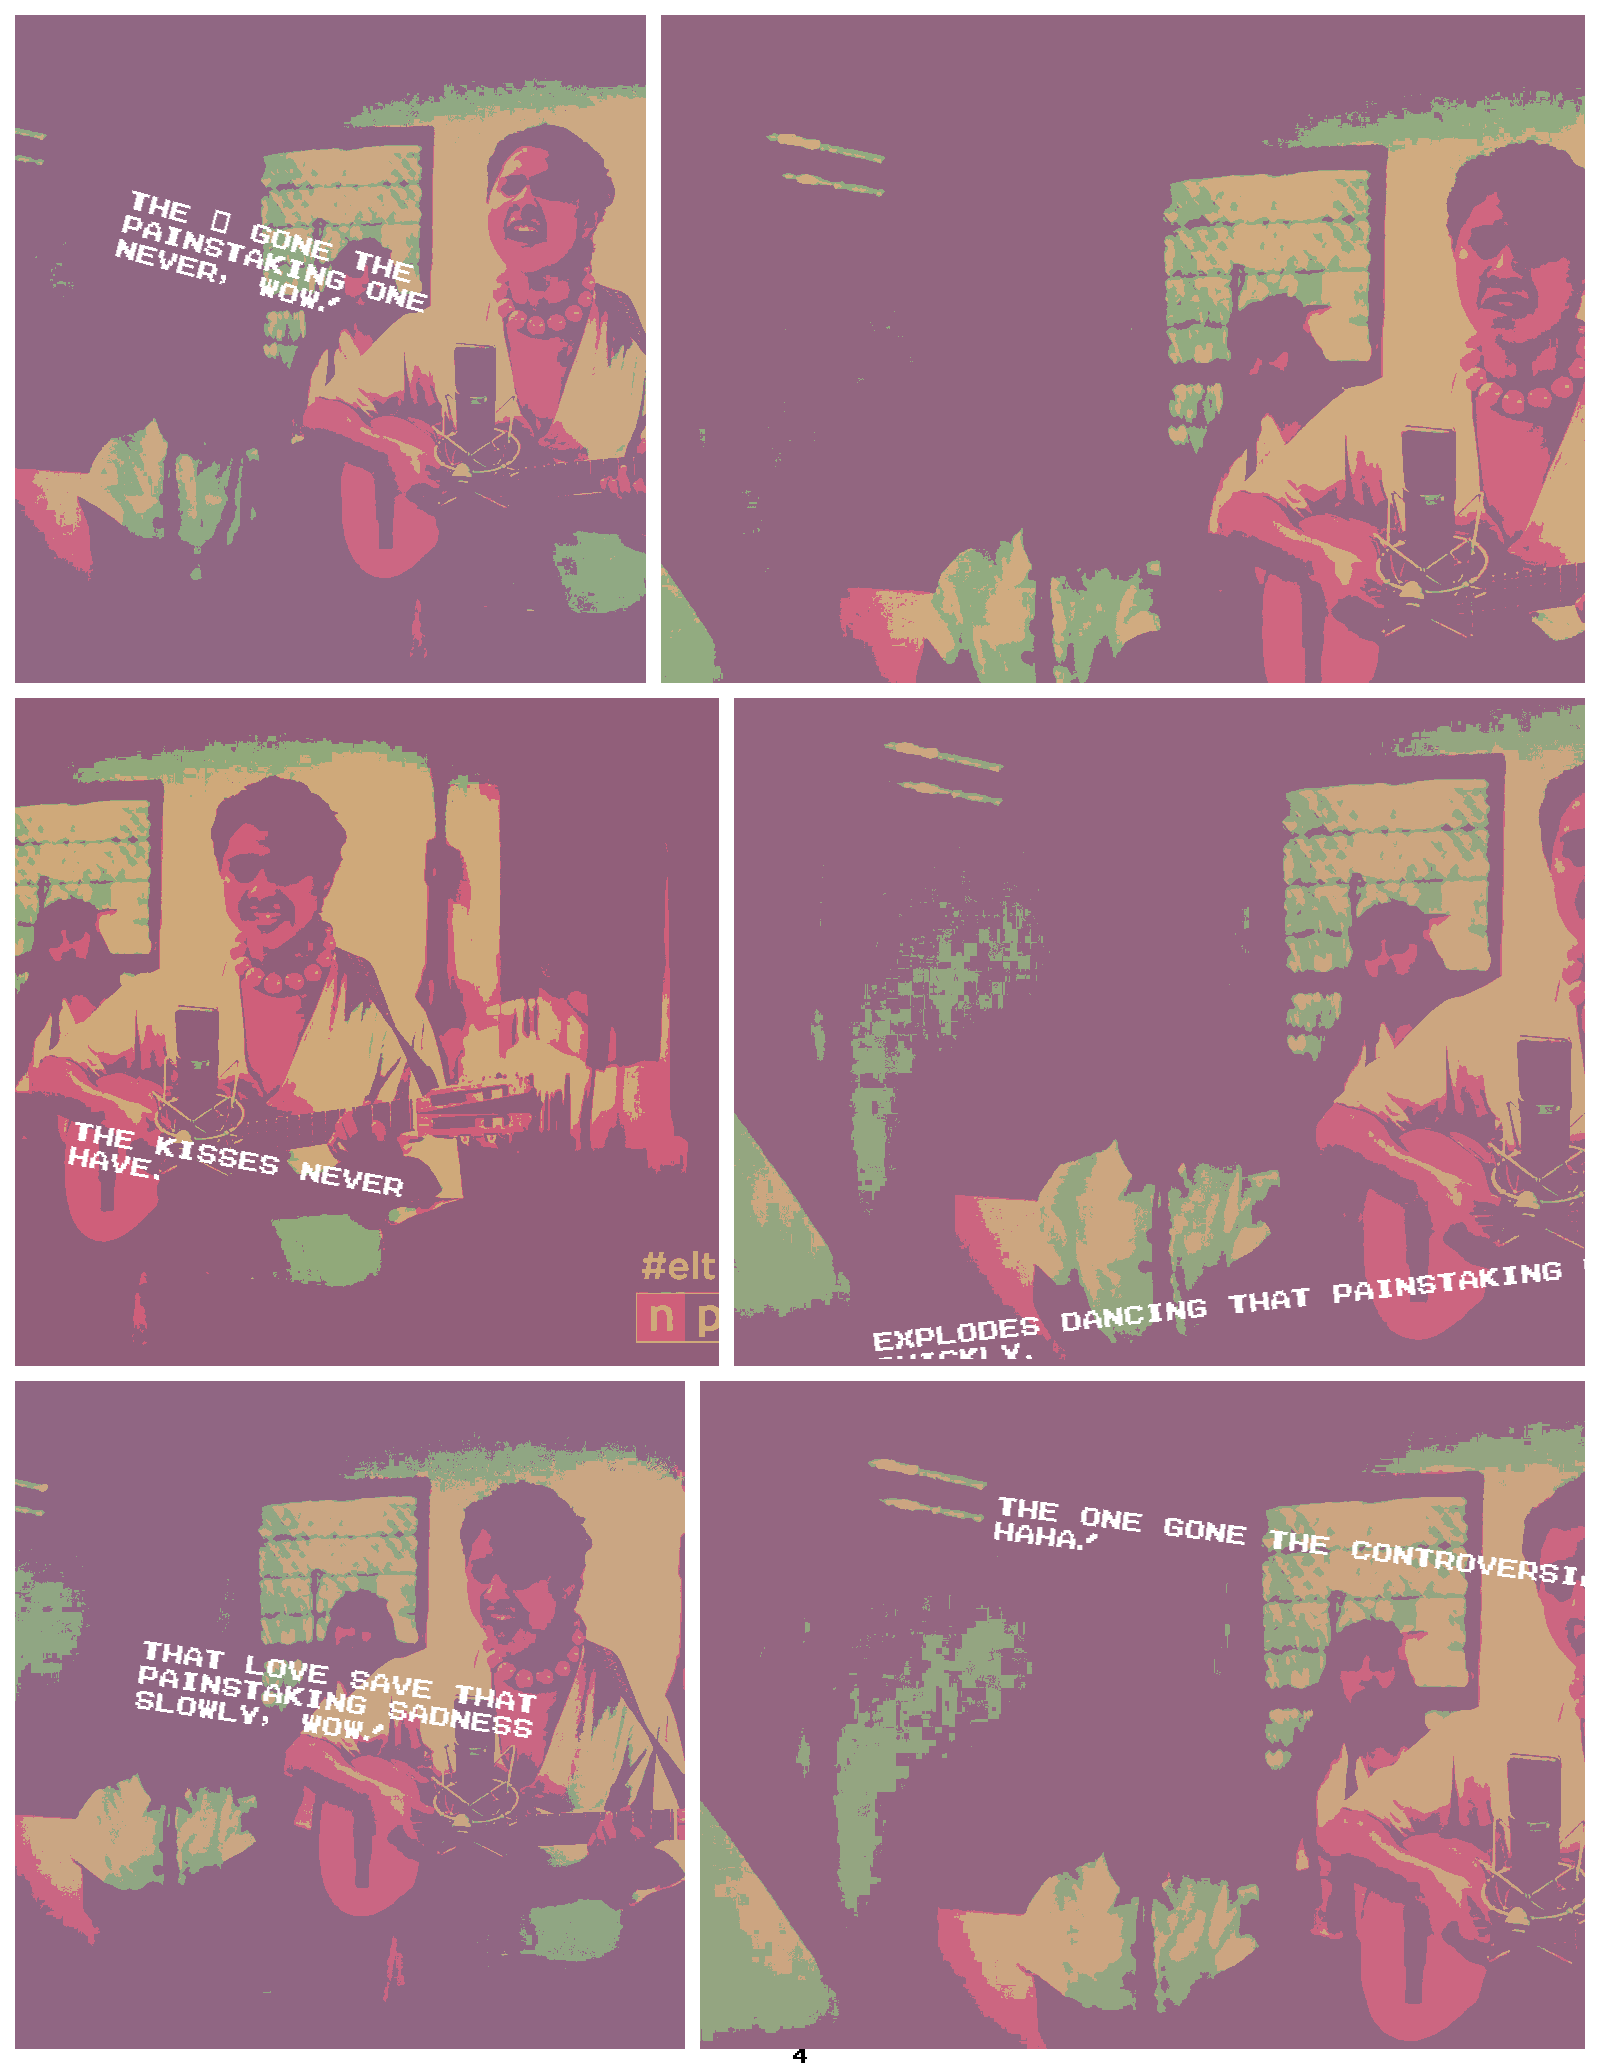 THE □ GONE THE
PAINSTAKING ONE
NEVER, WOW!
THE KISSES NEVER
HAVE.
#elt
n p
EXPLODES DANCING THAT PAINSTAKING
QUICKLY.
THAT LOVE SAVE THAT
PAINSTAKING SADNESS
SLOWLY, WOW!
THE ONE GONE THE CONTROVERSI
HAHA!
4